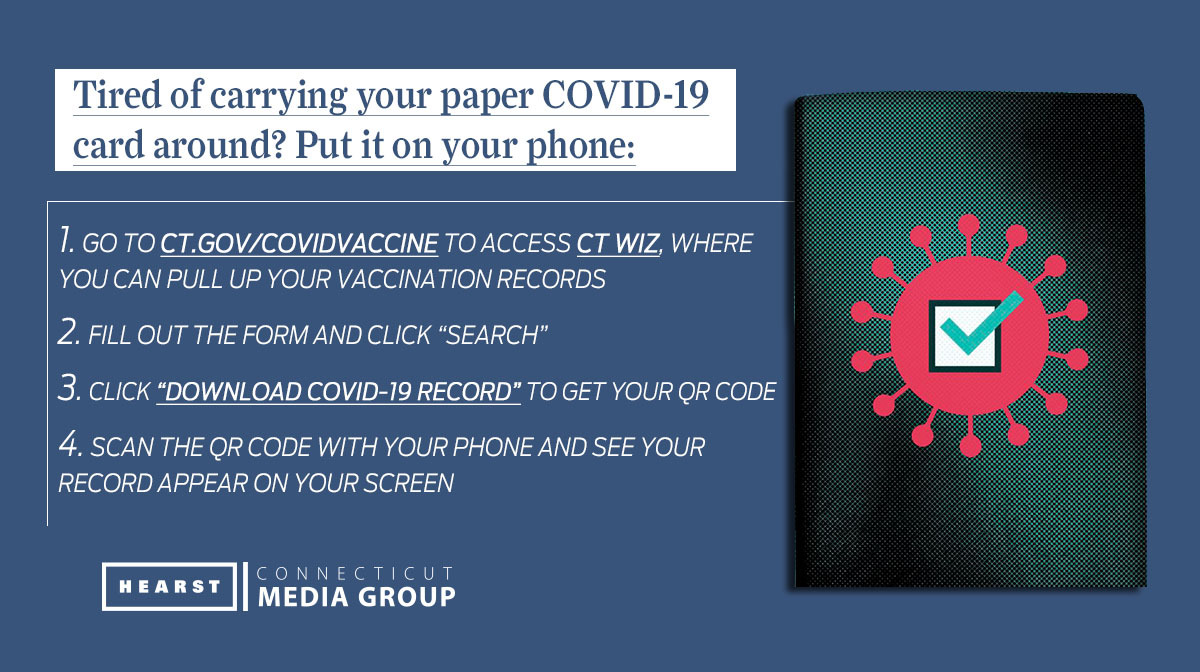 Tired of carrying your paper COVID-19
card around? Put it on your phone:
1. GO TO CT.GOV/COVIDVACCINE TO ACCESS CT WIZ, WHERE
YOU CAN PULL UP YOUR VACCINATION RECORDS
2. FILL OUT THE FORM AND CLICK “SEARCH”
3. CLICK “DOWNLOAD COVID-19 RECORD” TO GET YOUR QR CODE
4. SCAN THE QR CODE WITH YOUR PHONE AND SEE YOUR
RECORD APPEAR ON YOUR SCREEN
HEARST
CONNECTICUT
MEDIA GROUP